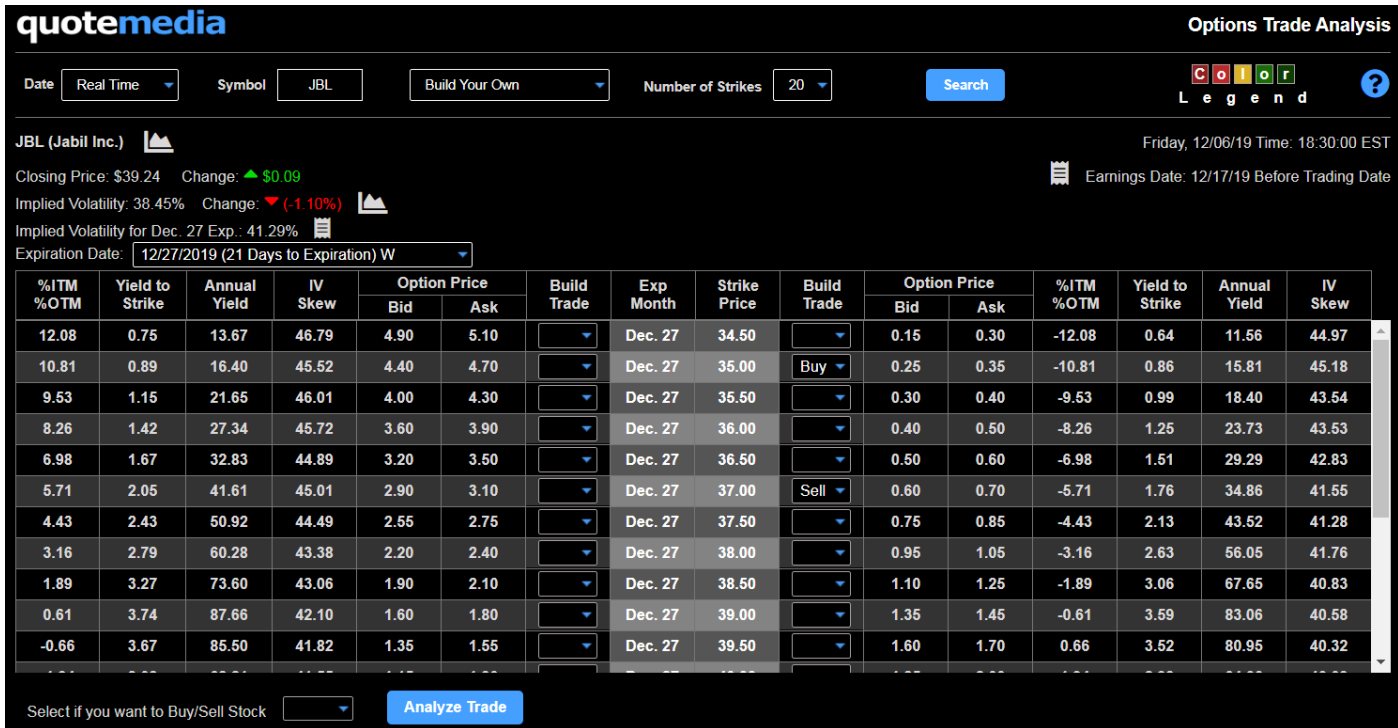 quotemedia
Options Trade Analysis
Date Real Time Symbol JBL Build Your Own Number of Strikes 20 Search Color Legend ?
JBL (Jabil Inc.) Friday, 12/06/19 Time: 18:30:00 EST
Closing Price: $39.24 Change: $0.09 Earnings Date: 12/17/19 Before Trading Date
Implied Volatility: 38.45% Change: (-1.10%)
Implied Volatility for Dec. 27 Exp.: 41.29%
Expiration Date: 12/27/2019 (21 Days to Expiration) W
%ITM %OTM Yield to Strike Annual Yield IV Skew Option Price Bid Ask Build Trade Exp Month Strike Price Build Trade Option Price Bid Ask %ITM %OTM Yield to Strike Annual Yield IV Skew
12.08 0.75 13.67 46.79 4.90 5.10 Dec. 27 34.50 0.15 0.30 -12.08 0.64 11.56 44.97
10.81 0.89 16.40 45.52 4.40 4.70 Dec. 27 35.00 Buy 0.25 0.35 -10.81 0.86 15.81 45.18
9.53 1.15 21.65 46.01 4.00 4.30 Dec. 27 35.50 0.30 0.40 -9.53 0.99 18.40 43.54
8.26 1.42 27.34 45.72 3.60 3.90 Dec. 27 36.00 0.40 0.50 -8.26 1.25 23.73 43.53
6.98 1.67 32.83 44.89 3.20 3.50 Dec. 27 36.50 0.50 0.60 -6.98 1.51 29.29 42.83
5.71 2.05 41.61 45.01 2.90 3.10 Dec. 27 37.00 Sell 0.60 0.70 -5.71 1.76 34.86 41.55
4.43 2.43 50.92 44.49 2.55 2.75 Dec. 27 37.50 0.75 0.85 -4.43 2.13 43.52 41.28
3.16 2.79 60.28 43.38 2.20 2.40 Dec. 27 38.00 0.95 1.05 -3.16 2.63 56.05 41.76
1.89 3.27 73.60 43.06 1.90 2.10 Dec. 27 38.50 1.10 1.25 -1.89 3.06 67.65 40.83
0.61 3.74 87.66 42.10 1.60 1.80 Dec. 27 39.00 1.35 1.45 -0.61 3.59 83.06 40.58
-0.66 3.67 85.50 41.82 1.35 1.55 Dec. 27 39.50 1.60 1.70 0.66 3.52 80.95 40.32
Select if you want to Buy/Sell Stock Analyze Trade